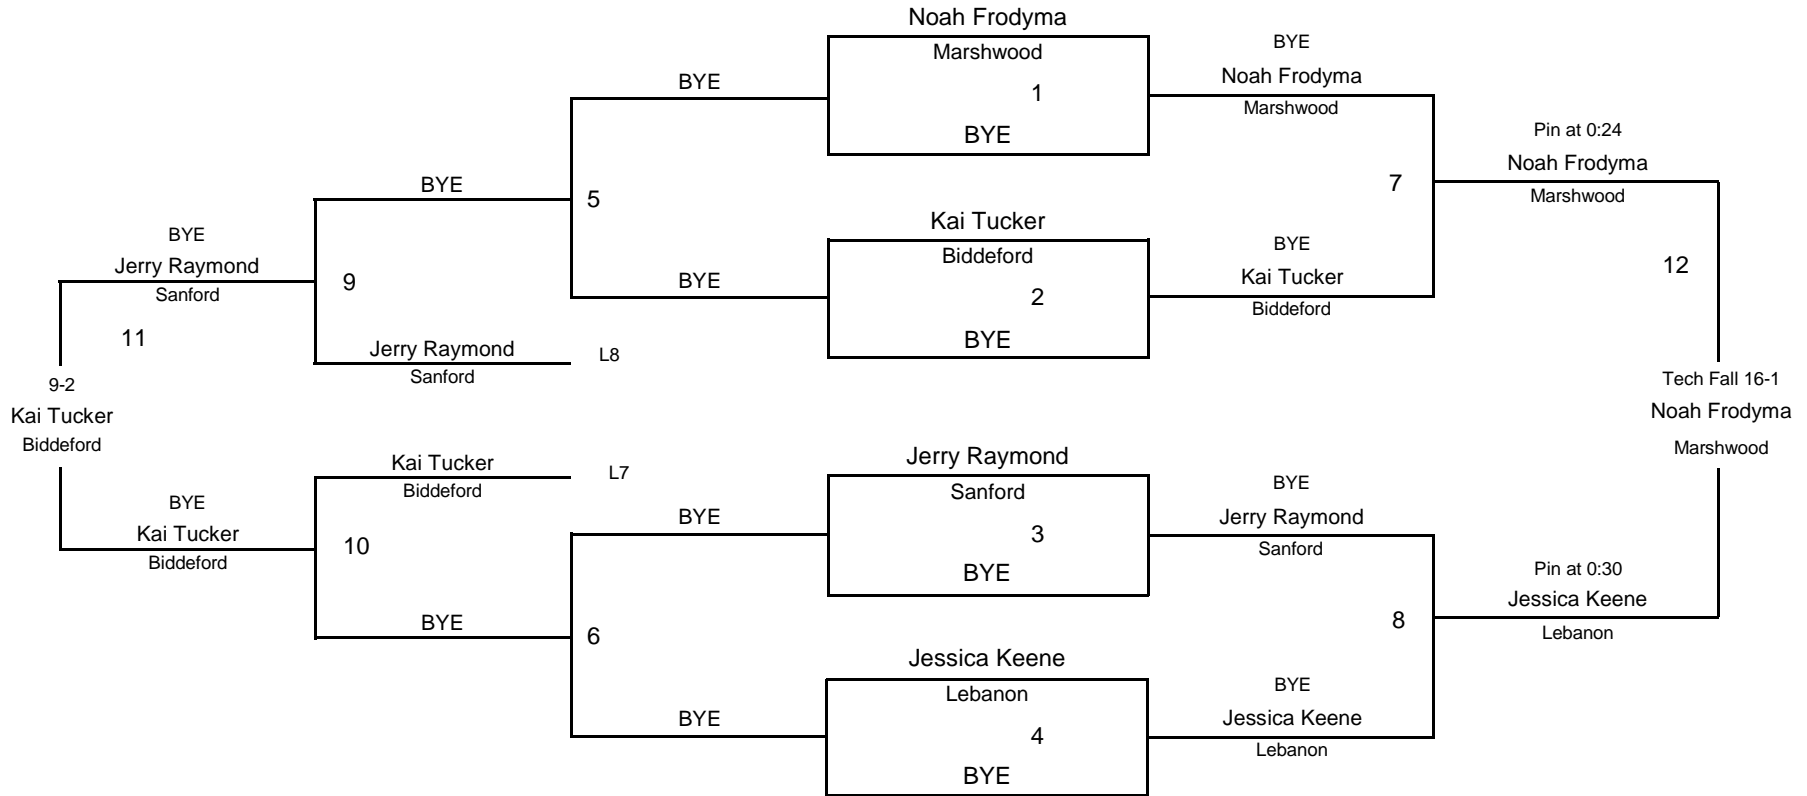 Noah Frodyma
Marshwood
1
BYE
BYE
Noah Frodyma
Marshwood
BYE
5
BYE
BYE
Kai Tucker
Biddeford
2
BYE
BYE
Kai Tucker
Biddeford
7
Pin at 0:24
Noah Frodyma
Marshwood
12
BYE
Jerry Raymond
Sanford
9
11
Jerry Raymond
Sanford
L8
9-2
Kai Tucker
Biddeford
Tech Fall 16-1
Noah Frodyma
Marshwood
Kai Tucker
Biddeford
L7
BYE
Kai Tucker
Biddeford
10
BYE
BYE
6
BYE
Jerry Raymond
Sanford
3
BYE
BYE
Jerry Raymond
Sanford
8
Pin at 0:30
Jessica Keene
Lebanon
Jessica Keene
Lebanon
4
BYE
BYE
Jessica Keene
Lebanon